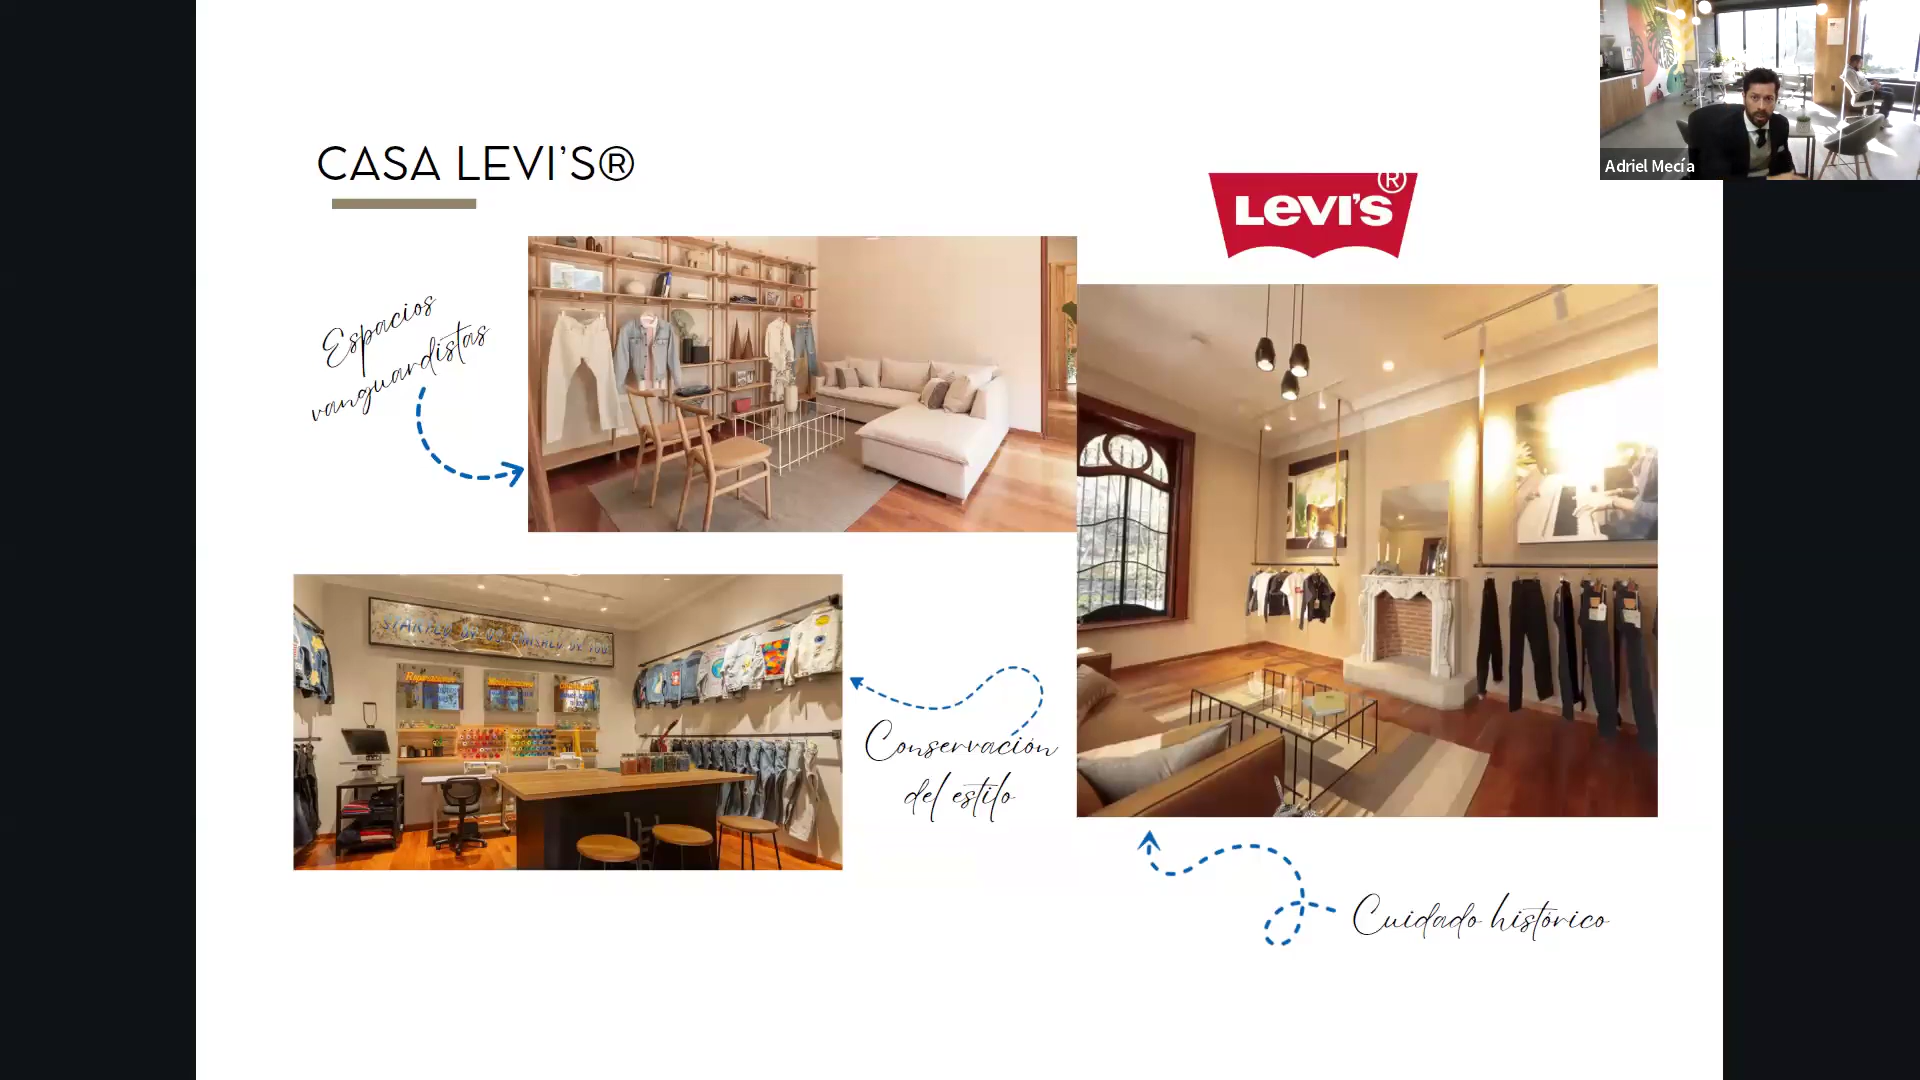 Adriel Mecía
CASA LEVI'S®
LEVI'S®
Espacios
vanguardistas
Conservación
del estilo
Cuidado histórico